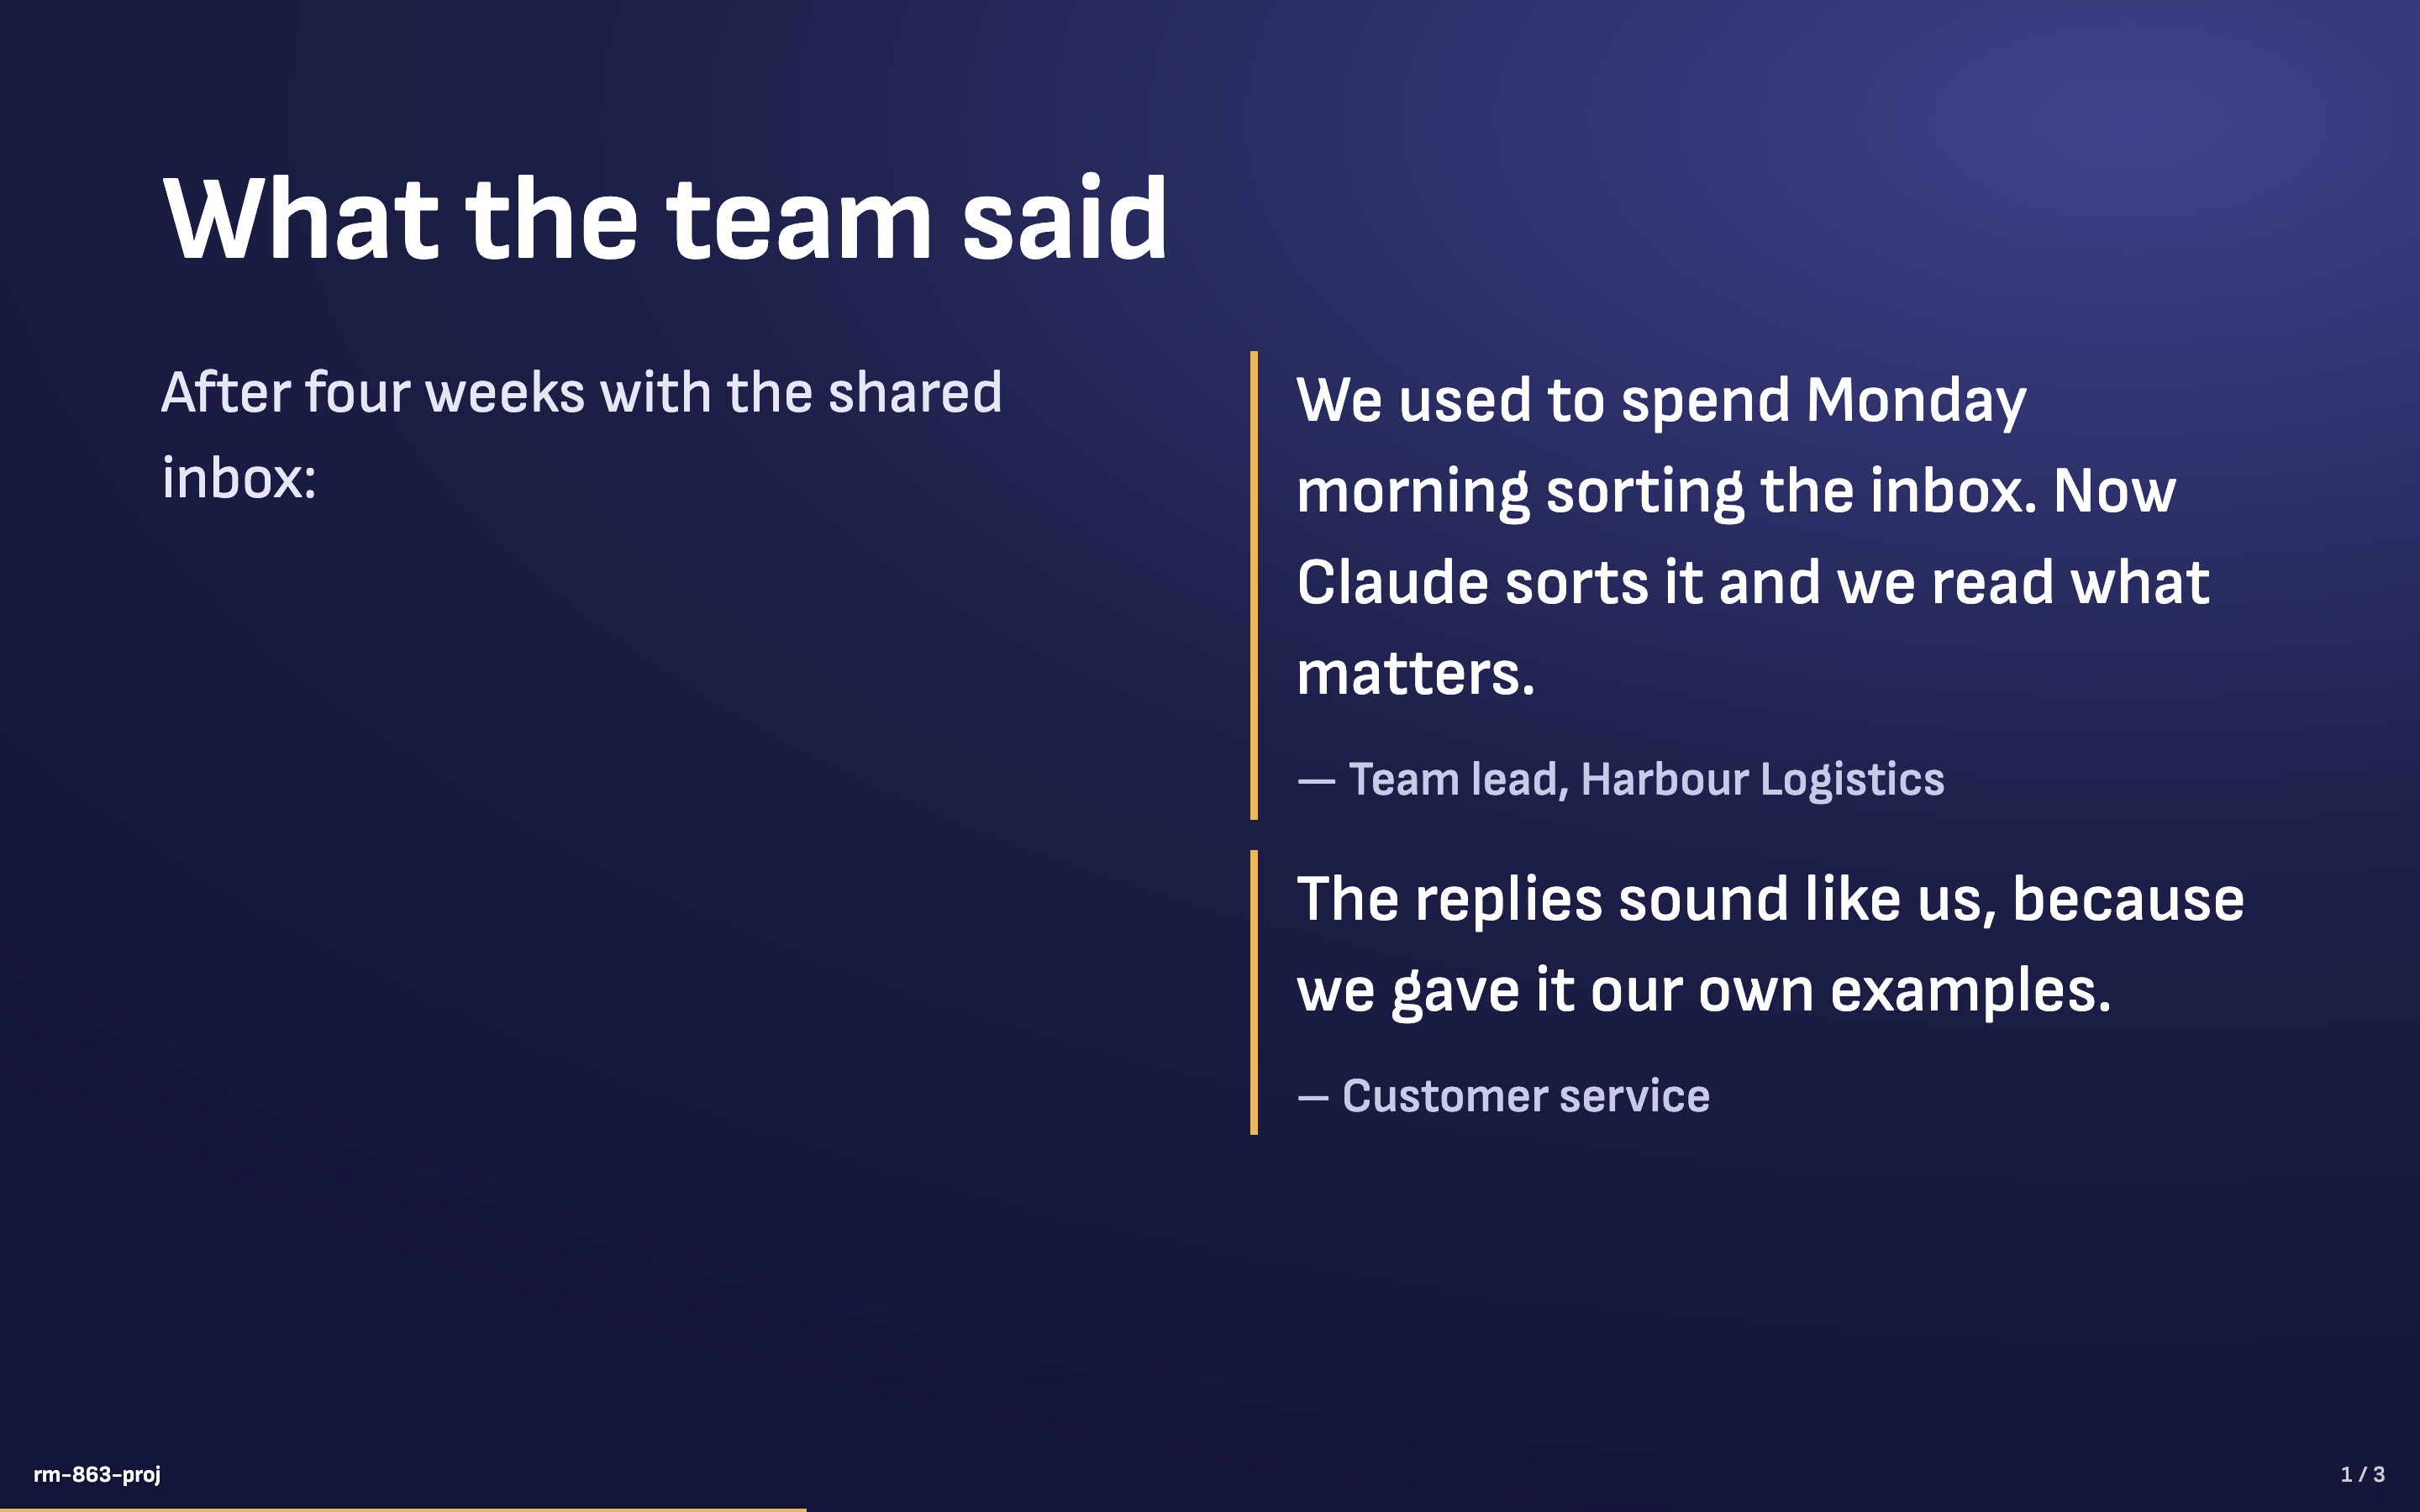 What the team said
After four weeks with the shared
inbox:
We used to spend Monday
morning sorting the inbox. Now
Claude sorts it and we read what
matters.
— Team lead, Harbour Logistics
The replies sound like us, because
we gave it our own examples.
– Customer service
rm-863-proj
1 / 3